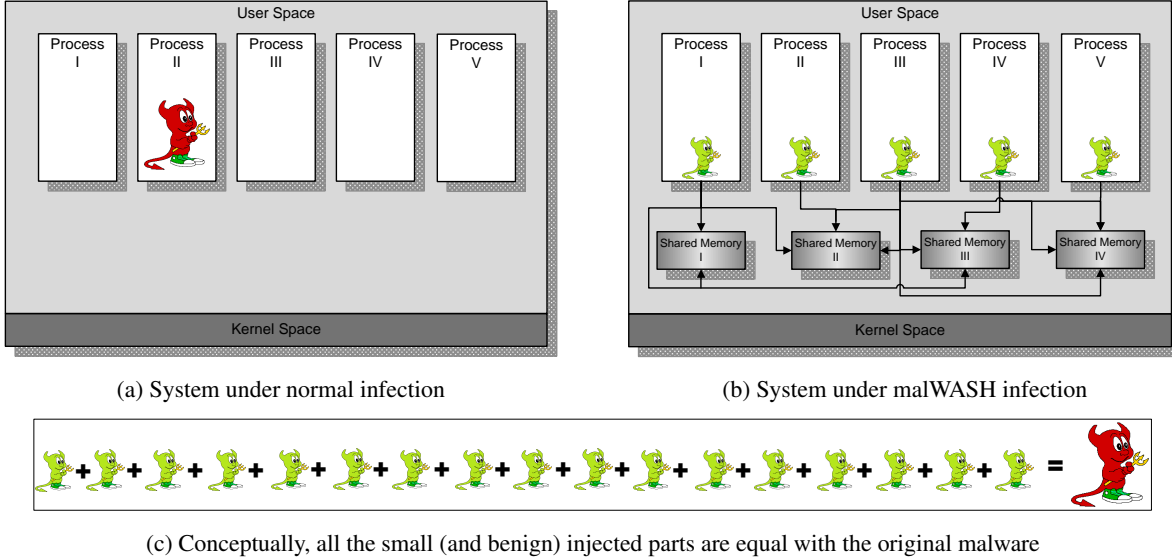 User Space
Process
I
Process
II
Process
III
Process
IV
Process
V
Kernel Space
(a) System under normal infection
User Space
Process
I
Process
II
Process
III
Process
IV
Process
V
Shared Memory
I
Shared Memory
II
Shared Memory
III
Shared Memory
IV
Kernel Space
(b) System under malWASH infection
+ + + + + + + + + + + + + + + + =
(c) Conceptually, all the small (and benign) injected parts are equal with the original malware